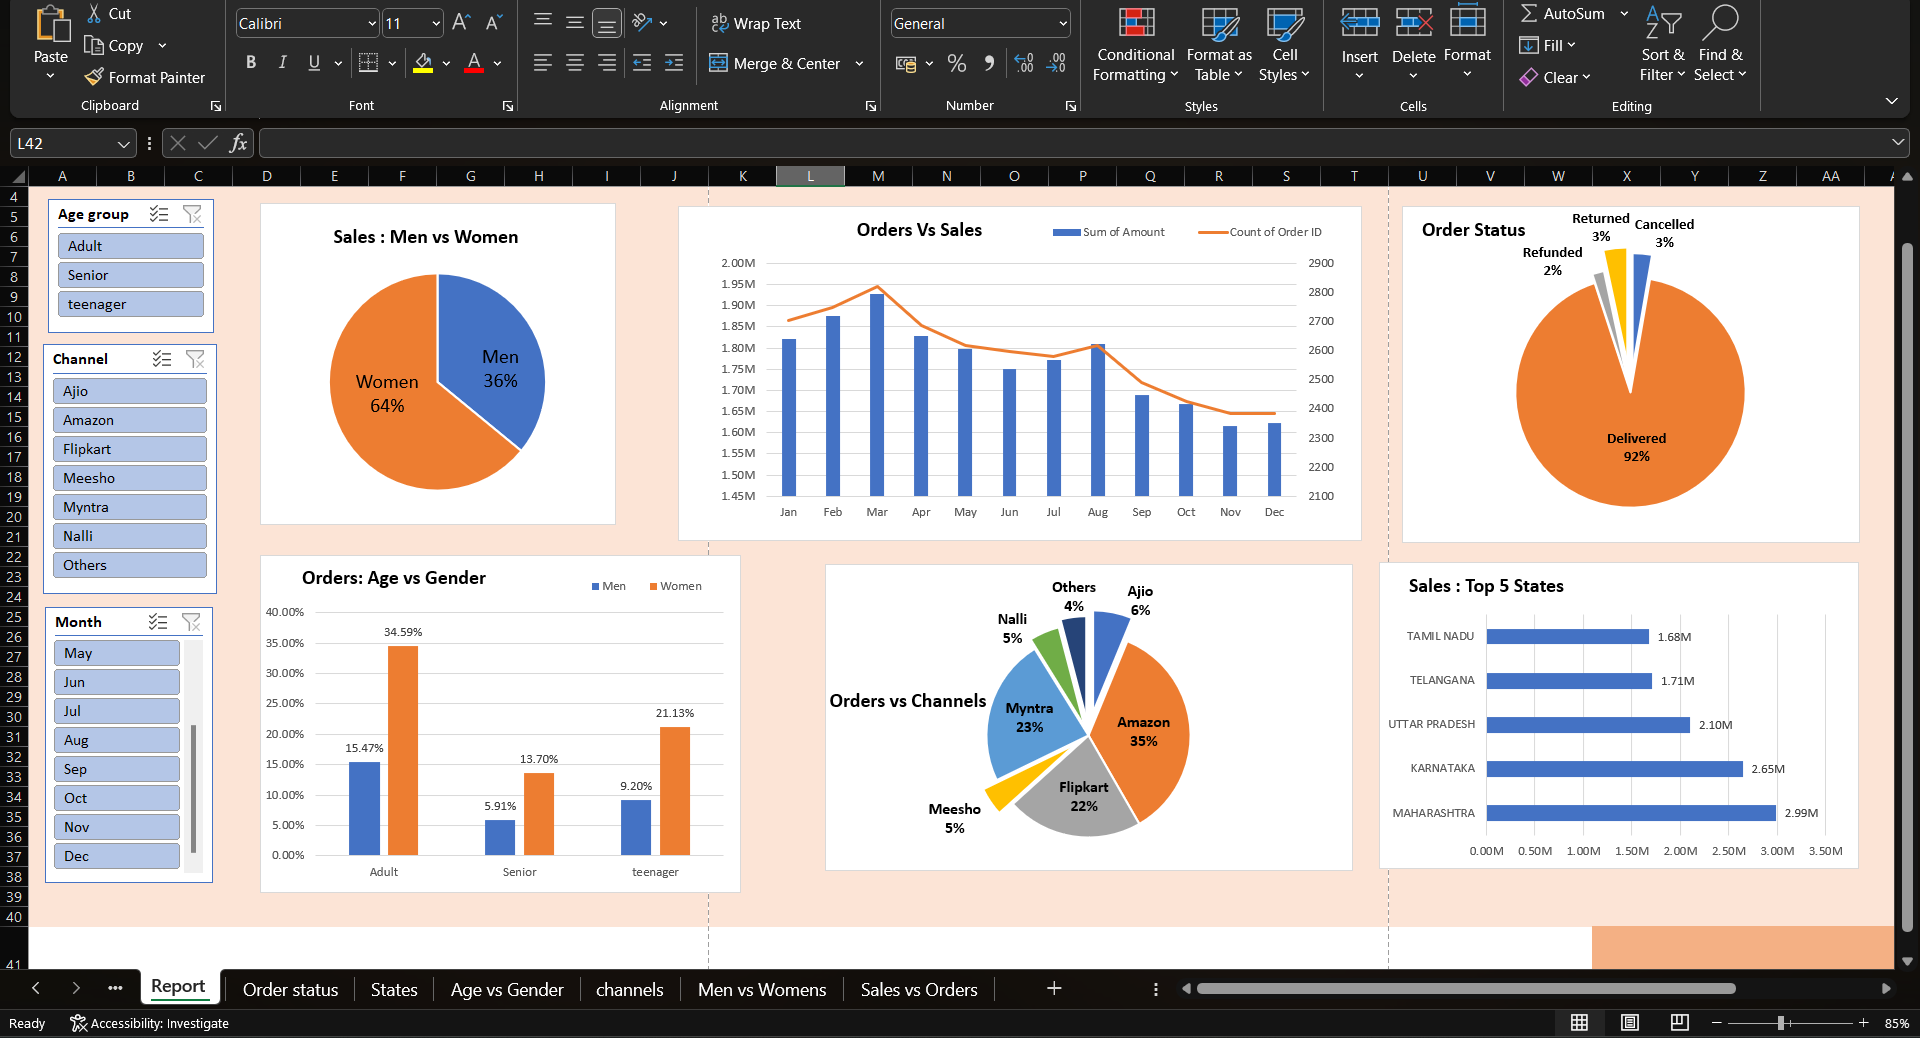 Paste
Cut
Copy
Format Painter
Clipboard
Calibri
11
A A
B I U
A
Font
ab Wrap Text
Merge & Center
Alignment
General
%
Number
Conditional
Formatting
Format as
Table
Cell
Styles
Styles
Insert
Delete
Format
Cells
AutoSum
Fill
Clear
Sort &
Filter
Find &
Select
Editing
L42
fx
A B C D E F G H I J K L M N O P Q R S T U V W X Y Z AA
4
5
6
7
8
9
10
11
12
13
14
15
16
17
18
19
20
21
22
23
24
25
26
27
28
29
30
31
32
33
34
35
36
37
38
39
40
41
Age group
Adult
Senior
teenager
Channel
Ajio
Amazon
Flipkart
Meesho
Myntra
Nalli
Others
Month
May
Jun
Jul
Aug
Sep
Oct
Nov
Dec
Sales : Men vs Women
Men
36%
Women
64%
Orders Vs Sales
Sum of Amount
Count of Order ID
2.00M
1.95M
1.90M
1.85M
1.80M
1.75M
1.70M
1.65M
1.60M
1.55M
1.50M
1.45M
2900
2800
2700
2600
2500
2400
2300
2200
2100
Jan Feb Mar Apr May Jun Jul Aug Sep Oct Nov Dec
Order Status
Returned
3%
Cancelled
3%
Refunded
2%
Delivered
92%
Orders: Age vs Gender
Men
Women
40.00%
35.00%
30.00%
25.00%
20.00%
15.00%
10.00%
5.00%
0.00%
15.47%
34.59%
5.91%
13.70%
9.20%
21.13%
Adult Senior teenager
Orders vs Channels
Others
4%
Ajio
6%
Nalli
5%
Myntra
23%
Amazon
35%
Flipkart
22%
Meesho
5%
Sales : Top 5 States
TAMIL NADU 1.68M
TELANGANA 1.71M
UTTAR PRADESH 2.10M
KARNATAKA 2.65M
MAHARASHTRA 2.99M
0.00M 0.50M 1.00M 1.50M 2.00M 2.50M 3.00M 3.50M
Report
Order status
States
Age vs Gender
channels
Men vs Womens
Sales vs Orders
Ready
Accessibility: Investigate
85%